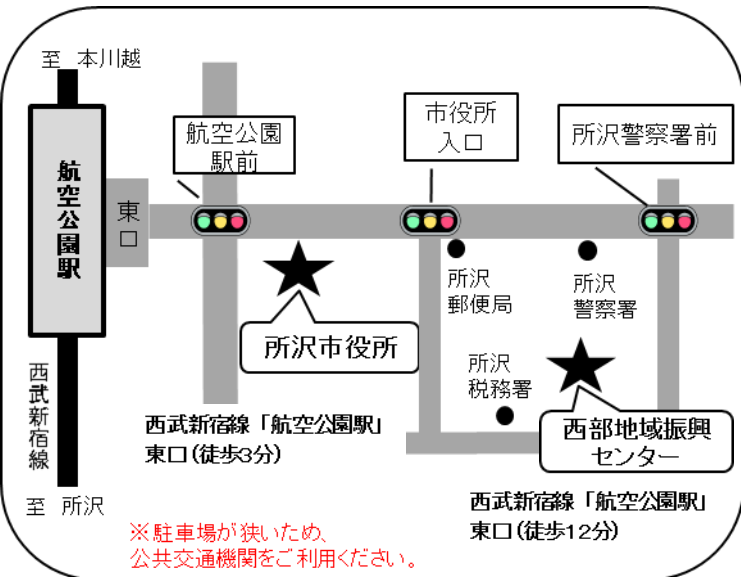 至 本川越
航空公園駅
東口
航空公園
駅前
市役所
入口
所沢警察署前
所沢
郵便局
所沢
警察署
所沢市役所
所沢
税務署
西部地域振興
センター
西武新宿線
至 所沢
西武新宿線「航空公園駅」
東口(徒歩3分)
西武新宿線「航空公園駅」
東口(徒歩12分)
※駐車場が狭いため、
公共交通機関をご利用ください。